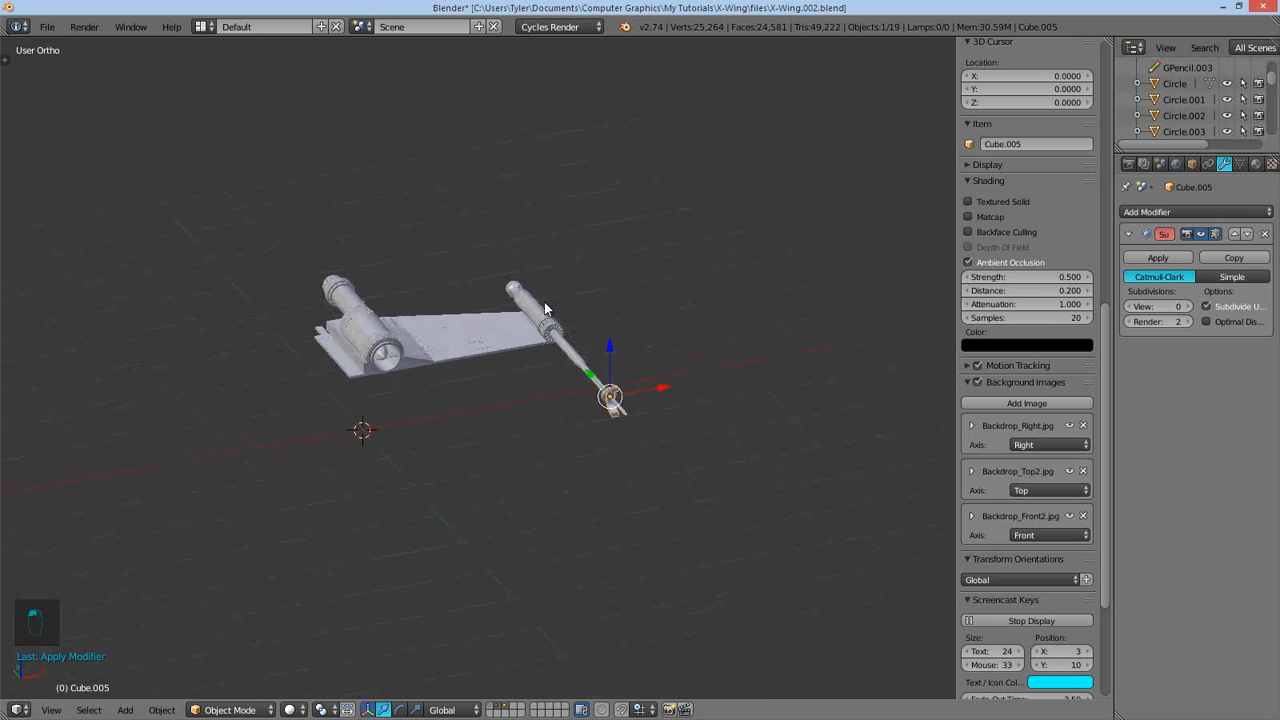 Blender* [C:\Users\Tyler\Documents\Computer Graphics\My Tutorials\X-Wing\files\X-Wing.002.blend]
File Render Window Help Default Scene Cycles Render v2.74 | Verts:25,264 | Faces:24,581 | Tris:49,222 | Objects:1/19 | Lamps:0/0 | Mem:30.59M | Cube.005
User Ortho
3D Cursor
Location:
X: 0.0000
Y: 0.0000
Z: 0.0000
Item
Cube.005
Display
Shading
Textured Solid
Matcap
Backface Culling
Depth Of Field
Ambient Occlusion
Strength: 0.500
Distance: 0.200
Attenuation: 1.000
Samples: 20
Color:
Motion Tracking
Background Images
Add Image
Backdrop_Right.jpg
Axis: Right
Backdrop_Top2.jpg
Axis: Top
Backdrop_Front2.jpg
Axis: Front
Transform Orientations
Global
Screencast Keys
Stop Display
Size: Position:
Text: 24 X: 3
Mouse: 33 Y: 10
Text / Icon Col...
View Search All Scenes
GPencil.003
Circle
Circle.001
Circle.002
Circle.003
Cube.005
Add Modifier
Su
Apply Copy
Catmull-Clark Simple
Subdivisions: Options:
View: 0 Subdivide U...
Render: 2 Optimal Dis...
Last: Apply Modifier
(0) Cube.005
View Select Add Object Object Mode Global